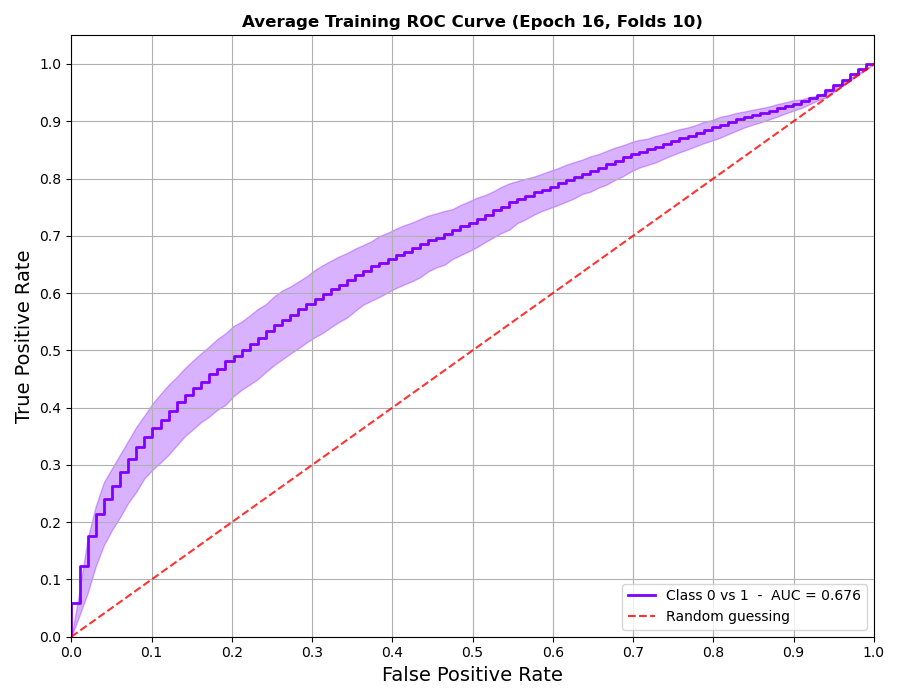 Average Training ROC Curve (Epoch 16, Folds 10)
True Positive Rate
1.0
0.9
0.8
0.7
0.6
0.5
0.4
0.3
0.2
0.1
0.0
0.0 0.1 0.2 0.3 0.4 0.5 0.6 0.7 0.8 0.9 1.0
False Positive Rate
Class 0 vs 1 - AUC = 0.676
Random guessing